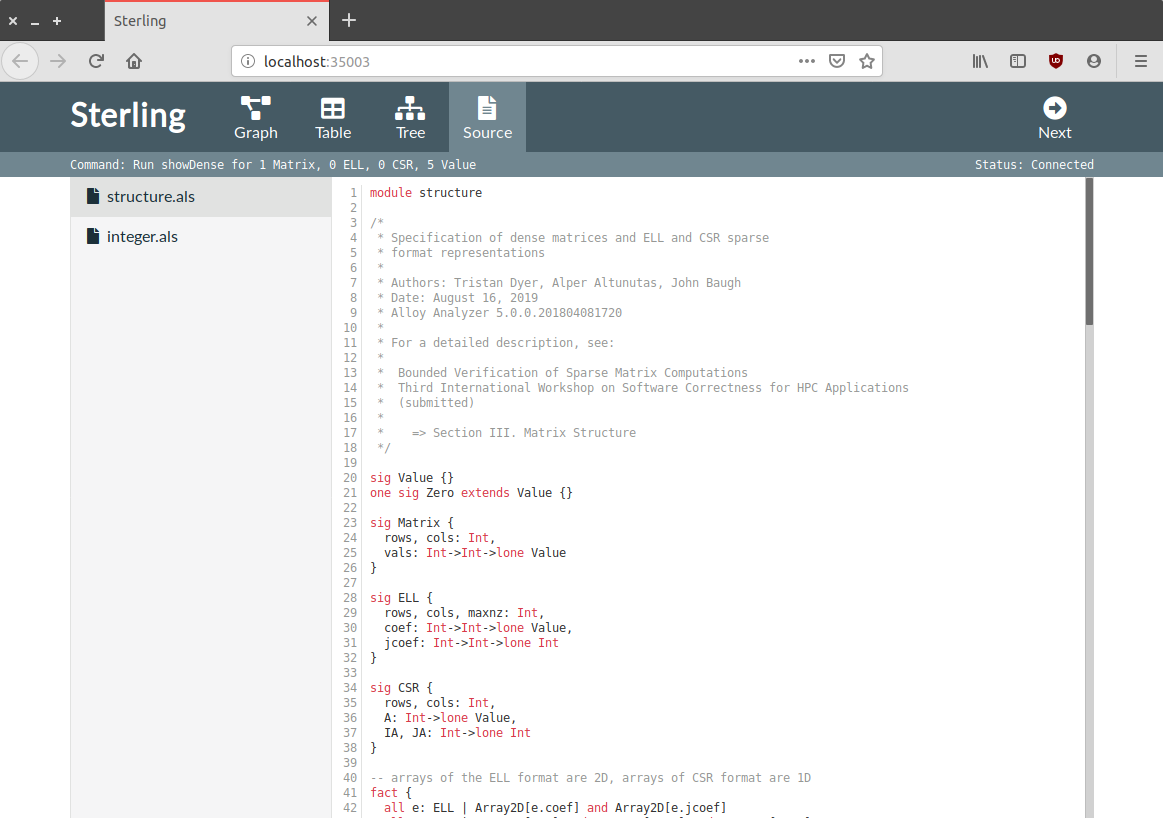 Sterling
localhost:35003
Sterling
Graph
Table
Tree
Source
Next
Command: Run showDense for 1 Matrix, 0 ELL, 0 CSR, 5 Value
Status: Connected
structure.als
integer.als
1 module structure
2
3 /*
4 * Specification of dense matrices and ELL and CSR sparse
5 * format representations
6 *
7 * Authors: Tristan Dyer, Alper Altunutas, John Baugh
8 * Date: August 16, 2019
9 * Alloy Analyzer 5.0.0.201804081720
10 *
11 * For a detailed description, see:
12 *
13 *  Bounded Verification of Sparse Matrix Computations
14 *  Third International Workshop on Software Correctness for HPC Applications
15 *  (submitted)
16 *
17 *    => Section III. Matrix Structure
18 */
19
20 sig Value {}
21 one sig Zero extends Value {}
22
23 sig Matrix {
24   rows, cols: Int,
25   vals: Int->Int->lone Value
26 }
27
28 sig ELL {
29   rows, cols, maxnz: Int,
30   coef: Int->Int->lone Value,
31   jcoef: Int->Int->lone Int
32 }
33
34 sig CSR {
35   rows, cols: Int,
36   A: Int->lone Value,
37   IA, JA: Int->lone Int
38 }
39
40 -- arrays of the ELL format are 2D, arrays of CSR format are 1D
41 fact {
42   all e: ELL | Array2D[e.coef] and Array2D[e.jcoef]